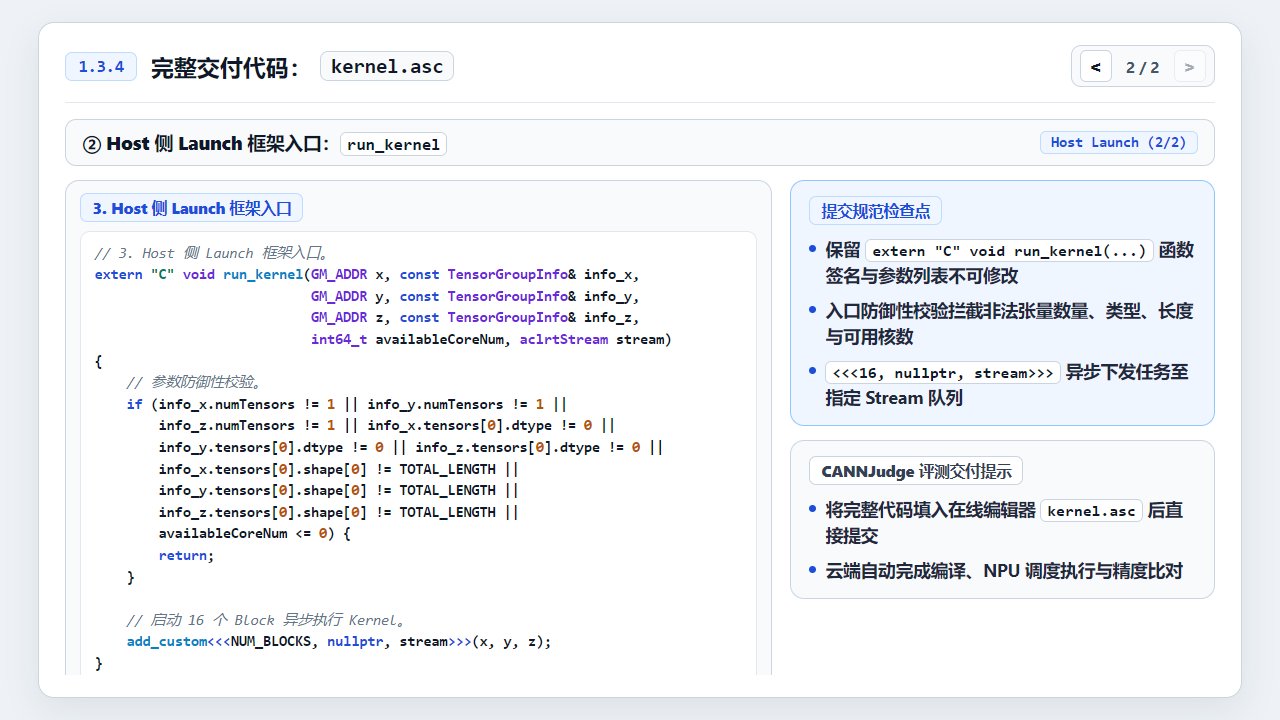 1.3.4 完整交付代码： kernel.asc
< 2 / 2 >
② Host 侧 Launch 框架入口： run_kernel
Host Launch (2/2)
3. Host 侧 Launch 框架入口
// 3. Host 侧 Launch 框架入口。
extern "C" void run_kernel(GM_ADDR x, const TensorGroupInfo& info_x,
                           GM_ADDR y, const TensorGroupInfo& info_y,
                           GM_ADDR z, const TensorGroupInfo& info_z,
                           int64_t availableCoreNum, aclrtStream stream)
{
    // 参数防御性校验。
    if (info_x.numTensors != 1 || info_y.numTensors != 1 ||
        info_z.numTensors != 1 || info_x.tensors[0].dtype != 0 ||
        info_y.tensors[0].dtype != 0 || info_z.tensors[0].dtype != 0 ||
        info_x.tensors[0].shape[0] != TOTAL_LENGTH ||
        info_y.tensors[0].shape[0] != TOTAL_LENGTH ||
        info_z.tensors[0].shape[0] != TOTAL_LENGTH ||
        availableCoreNum <= 0) {
        return;
    }
    // 启动 16 个 Block 异步执行 Kernel。
    add_custom<<<NUM_BLOCKS, nullptr, stream>>>(x, y, z);
}
提交规范检查点
• 保留 extern "C" void run_kernel(...) 函数
签名与参数列表不可修改
• 入口防御性校验拦截非法张量数量、类型、长度
与可用核数
• <<<16, nullptr, stream>>> 异步下发任务至
指定 Stream 队列
CANNJudge 评测交付提示
• 将完整代码填入在线编辑器 kernel.asc 后直
接提交
• 云端自动完成编译、NPU 调度执行与精度比对